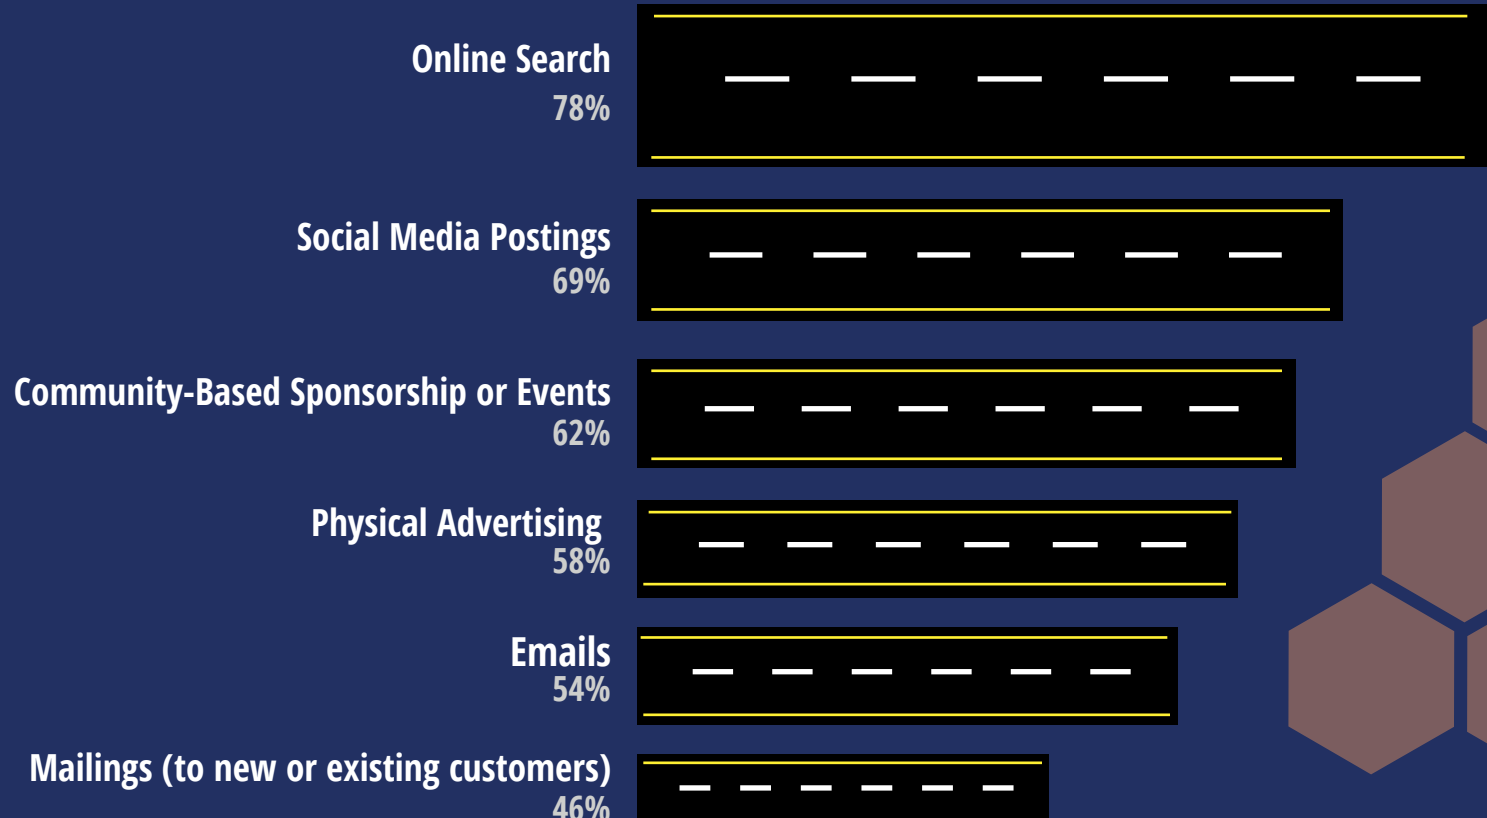 Online Search
78%
Social Media Postings
69%
Community-Based Sponsorship or Events
62%
Physical Advertising
58%
Emails
54%
Mailings (to new or existing customers)
46%